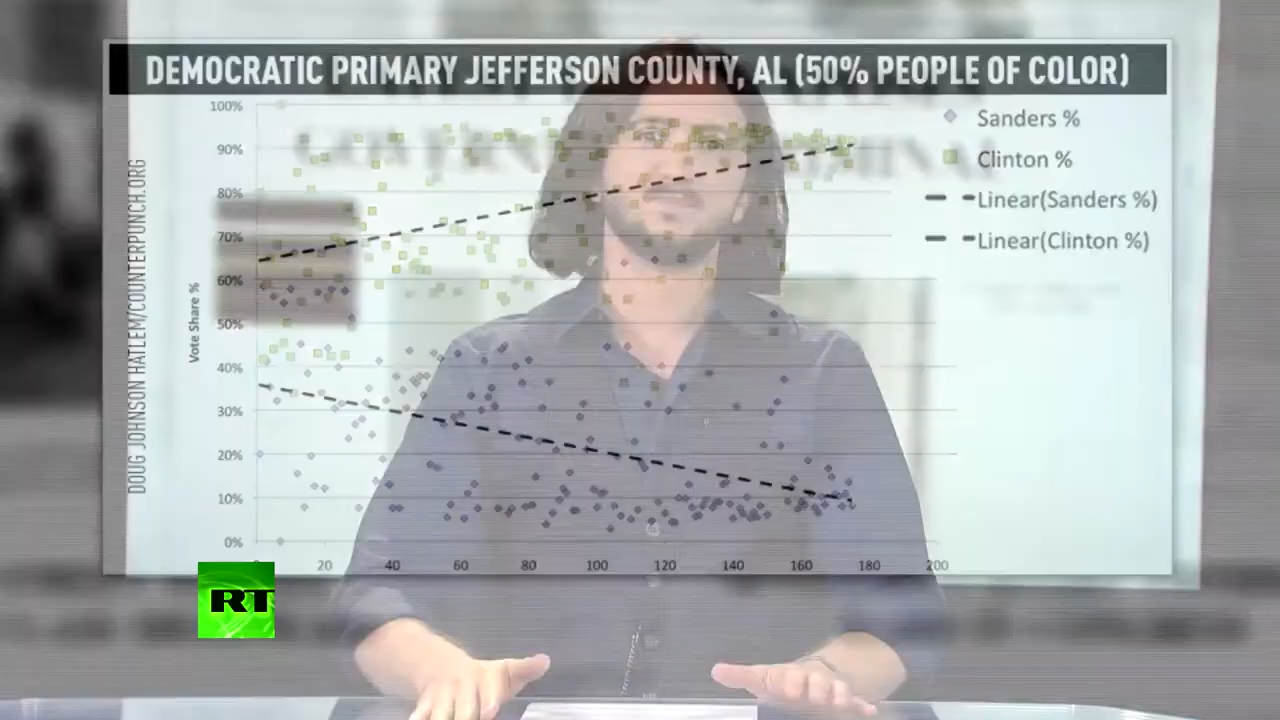 DEMOCRATIC PRIMARY JEFFERSON COUNTY, AL (50% PEOPLE OF COLOR)
DOUG JOHNSON HATLEM/COUNTERPUNCH.ORG
Vote Share %
100%
90%
80%
70%
60%
50%
40%
30%
20%
10%
0%
20
40
60
80
100
120
140
160
180
200
Sanders %
Clinton %
Linear(Sanders %)
Linear(Clinton %)
RT